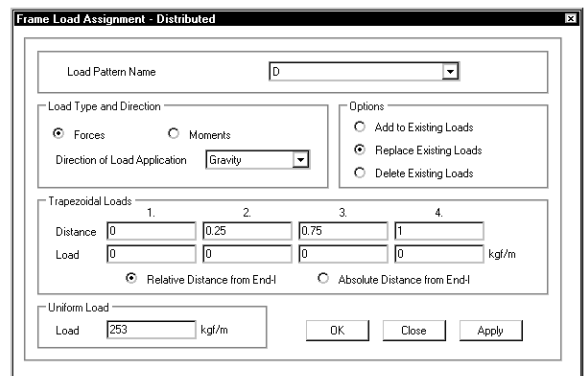 Frame Load Assignment - Distributed
Load Pattern Name D
Load Type and Direction
Forces Moments
Direction of Load Application Gravity
Options
Add to Existing Loads
Replace Existing Loads
Delete Existing Loads
Trapezoidal Loads
1. 2. 3. 4.
Distance 0 0.25 0.75 1
Load 0 0 0 0 kgf/m
Relative Distance from End-I Absolute Distance from End-I
Uniform Load
Load 253 kgf/m
OK Close Apply